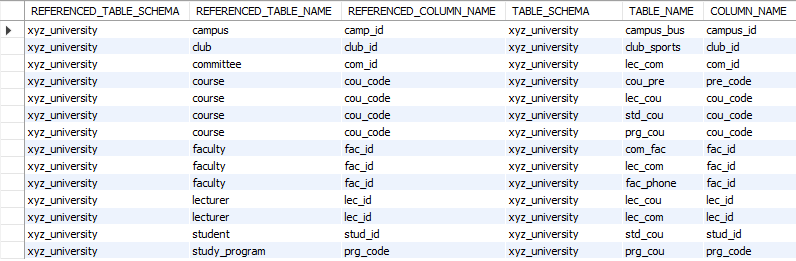 REFERENCED_TABLE_SCHEMA REFERENCED_TABLE_NAME REFERENCED_COLUMN_NAME TABLE_SCHEMA TABLE_NAME COLUMN_NAME
xyz_university campus camp_id xyz_university campus_bus campus_id
xyz_university club club_id xyz_university club_sports club_id
xyz_university committee com_id xyz_university lec_com com_id
xyz_university course cou_code xyz_university cou_pre pre_code
xyz_university course cou_code xyz_university lec_cou cou_code
xyz_university course cou_code xyz_university std_cou cou_code
xyz_university course cou_code xyz_university prg_cou cou_code
xyz_university faculty fac_id xyz_university com_fac fac_id
xyz_university faculty fac_id xyz_university lec_com fac_id
xyz_university faculty fac_id xyz_university fac_phone fac_id
xyz_university lecturer lec_id xyz_university lec_cou lec_id
xyz_university lecturer lec_id xyz_university lec_com lec_id
xyz_university student stud_id xyz_university std_cou stud_id
xyz_university study_program prg_code xyz_university prg_cou prg_code